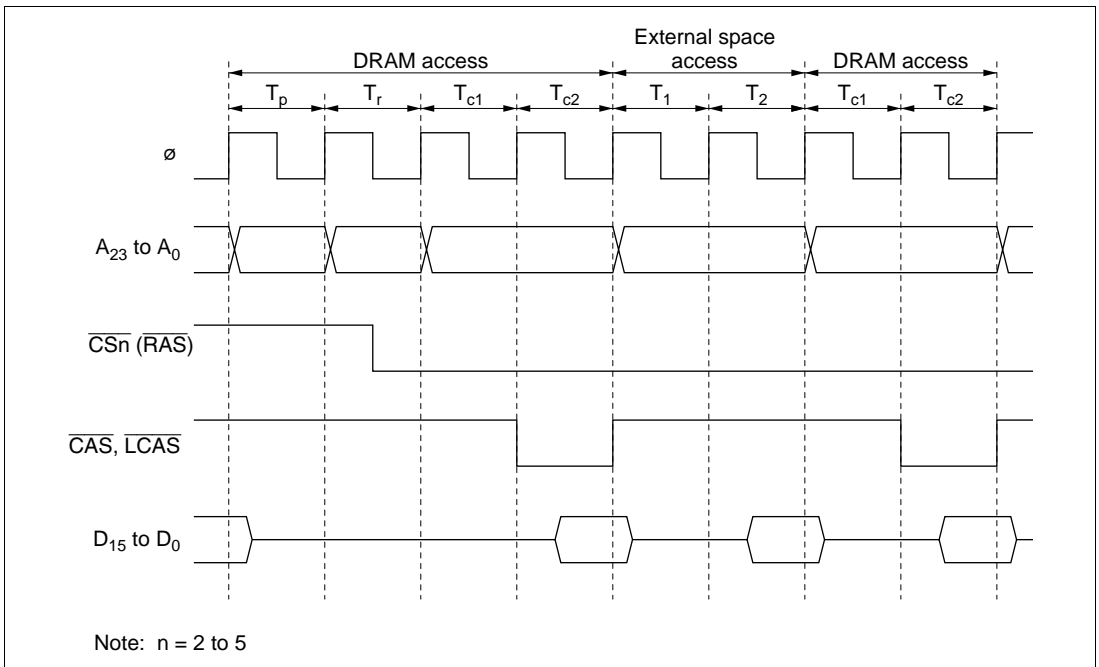 External space
DRAM access access DRAM access
Tp Tr Tc1 Tc2 T1 T2 Tc1 Tc2
ø
A23 to A0
CSn (RAS)
CAS, LCAS
D15 to D0
Note: n = 2 to 5